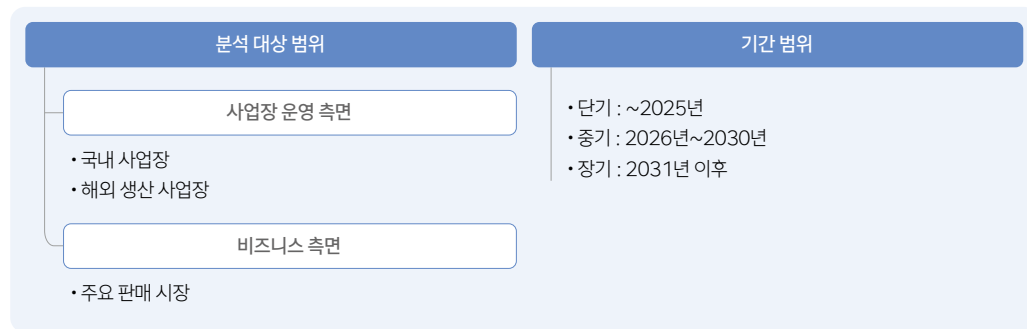 분석 대상 범위
사업장 운영 측면
• 국내 사업장
• 해외 생산 사업장
비즈니스 측면
• 주요 판매 시장
기간 범위
• 단기 : ~2025년
• 중기 : 2026년~2030년
• 장기 : 2031년 이후